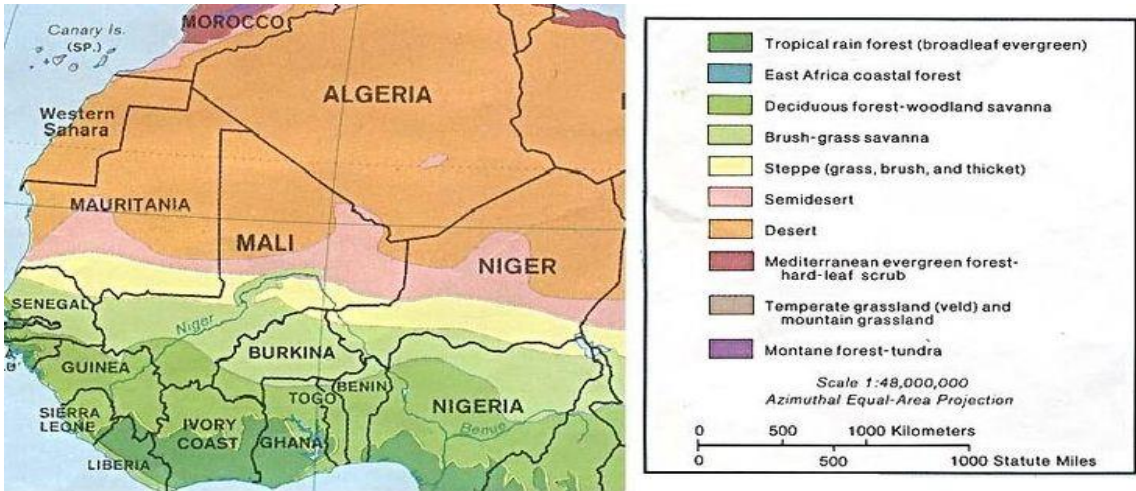 Canary Is.
(SP.)
MOROCCO
ALGERIA
Western
Sahara
MAURITANIA
MALI
NIGER
SENEGAL
Niger
BURKINA
GUINEA
BENIN
TOGO
NIGERIA
SIERRA
LEONE
IVORY
COAST
GHANA
Benue
LIBERIA
Tropical rain forest (broadleaf evergreen)
East Africa coastal forest
Deciduous forest-woodland savanna
Brush-grass savanna
Steppe (grass, brush, and thicket)
Semidesert
Desert
Mediterranean evergreen forest-
hard-leaf scrub
Temperate grassland (veld) and
mountain grassland
Montane forest-tundra
Scale 1:48,000,000
Azimuthal Equal-Area Projection
0 500 1000 Kilometers
0 500 1000 Statute Miles